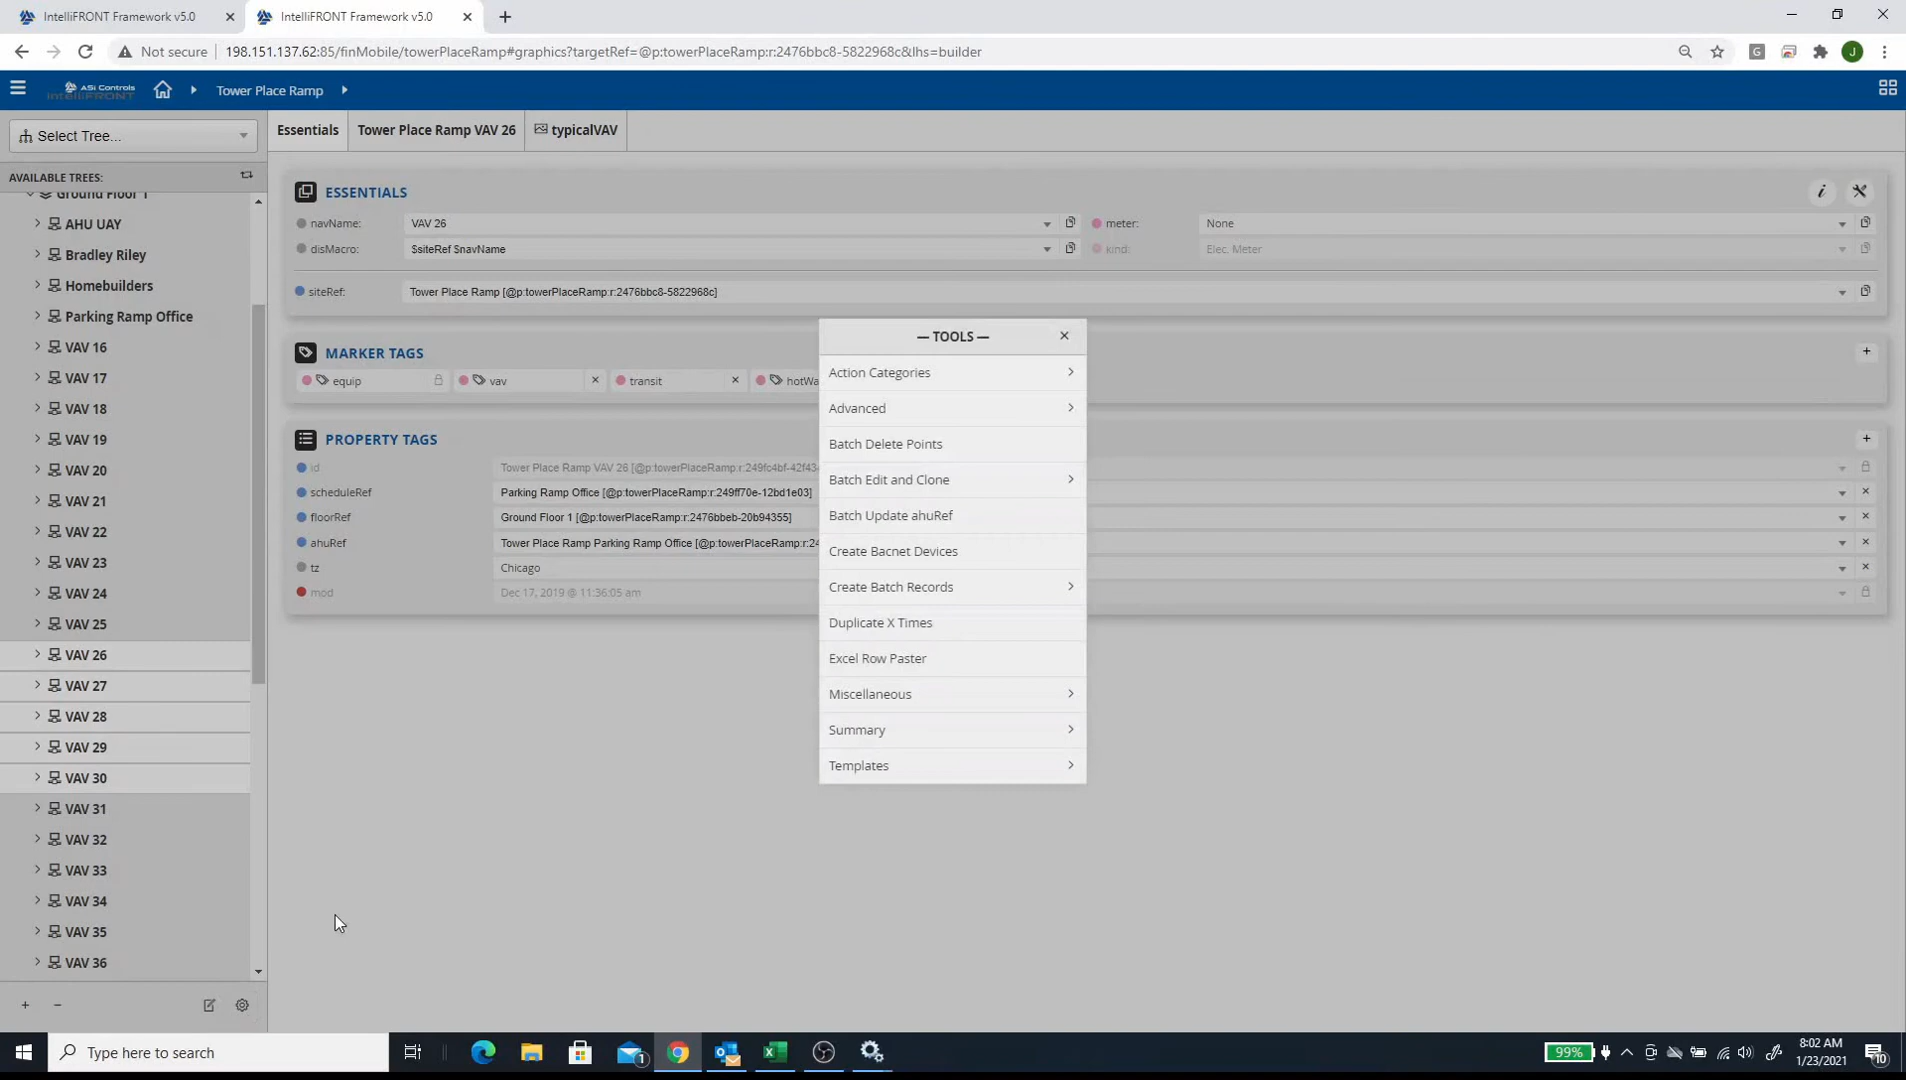 IntelliFRONT Framework v5.0
IntelliFRONT Framework v5.0
Not secure
198.151.137.62:85/finMobile/towerPlaceRamp#graphics?targetRef=@p:towerPlaceRamp:r:2476bbc8-5822968c&lhs=builder
G
J
ASI Controls
IntelliFRONT
Tower Place Ramp
Select Tree...
Essentials
Tower Place Ramp VAV 26
typicalVAV
AVAILABLE TREES:
Ground Floor 1
AHU UAY
Bradley Riley
Homebuilders
Parking Ramp Office
VAV 16
VAV 17
VAV 18
VAV 19
VAV 20
VAV 21
VAV 22
VAV 23
VAV 24
VAV 25
VAV 26
VAV 27
VAV 28
VAV 29
VAV 30
VAV 31
VAV 32
VAV 33
VAV 34
VAV 35
VAV 36
ESSENTIALS
navName: VAV 26
meter: None
disMacro: $siteRef $navName
kind: Elec. Meter
siteRef: Tower Place Ramp [@p:towerPlaceRamp:r:2476bbc8-5822968c]
MARKER TAGS
equip
vav
transit
hotWa
PROPERTY TAGS
id Tower Place Ramp VAV 26 [@p:towerPlaceRamp:r:249fc4bf-42f43
scheduleRef Parking Ramp Office [@p:towerPlaceRamp:r:249ff70e-12bd1e03]
floorRef Ground Floor 1 [@p:towerPlaceRamp:r:2476bbeb-20b94355]
ahuRef Tower Place Ramp Parking Ramp Office [@p:towerPlaceRamp:r:24
tz Chicago
mod Dec 17, 2019 @ 11:36:05 am
— TOOLS —
Action Categories
Advanced
Batch Delete Points
Batch Edit and Clone
Batch Update ahuRef
Create Bacnet Devices
Create Batch Records
Duplicate X Times
Excel Row Paster
Miscellaneous
Summary
Templates
Type here to search
1
99%
8:02 AM
1/23/2021
10